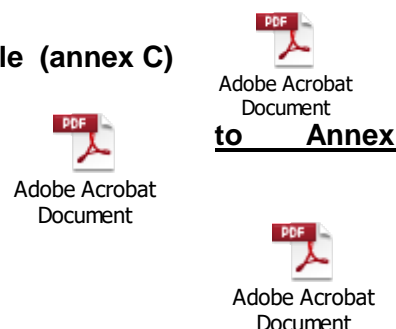 PDF
le (annex C)
Adobe Acrobat
Document
to Annex
PDF
Adobe Acrobat
Document
PDF
Adobe Acrobat
Document